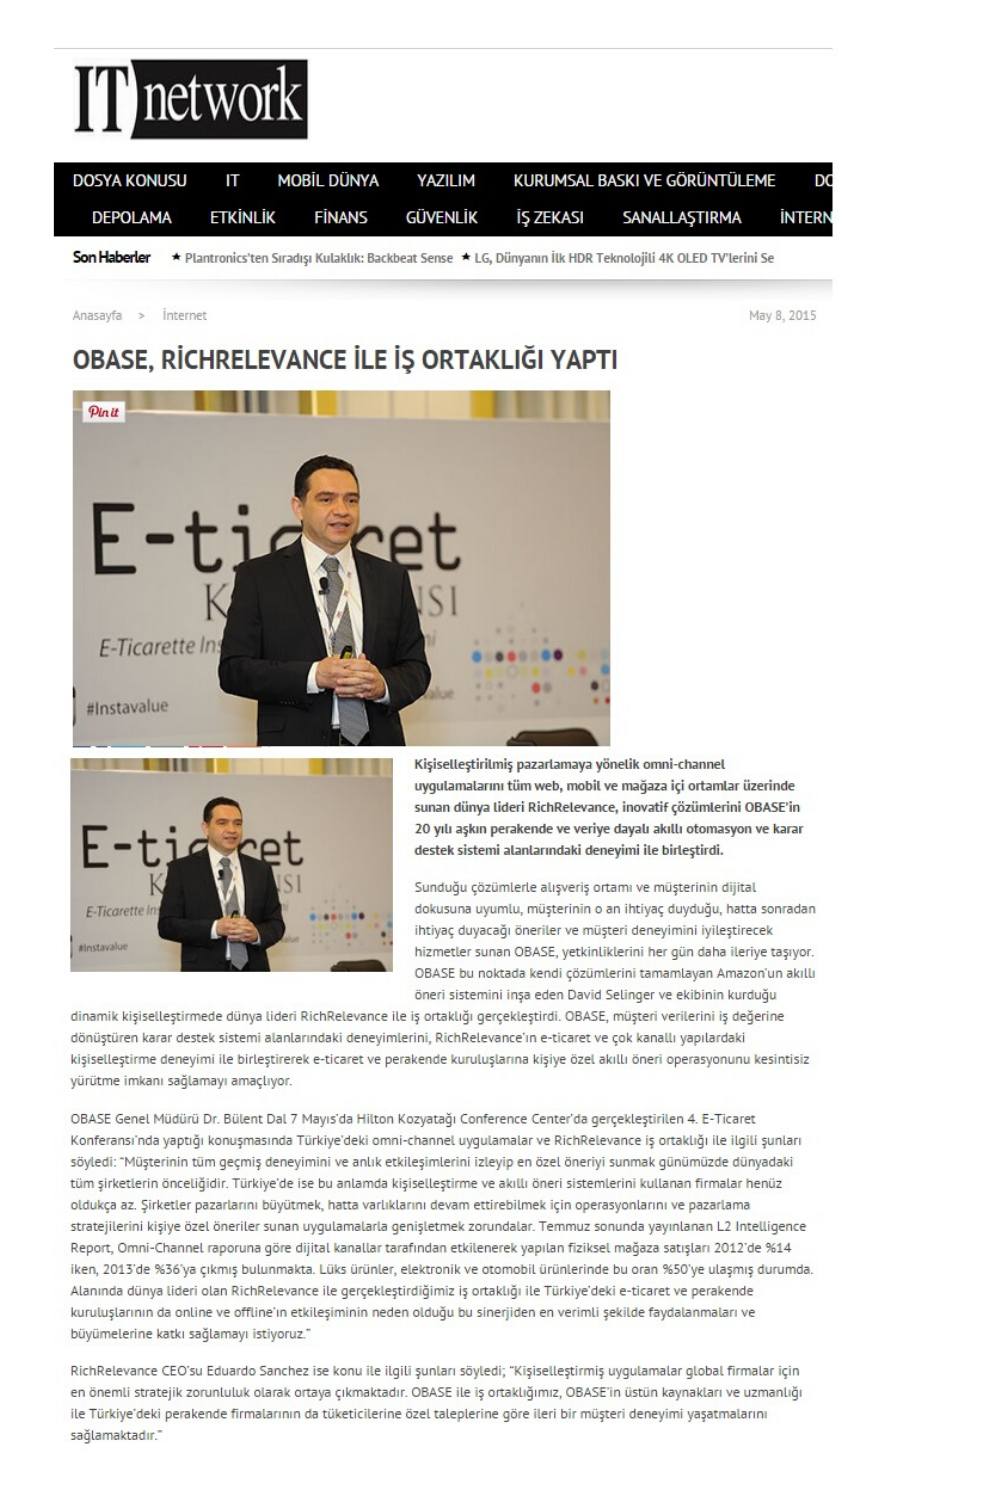 IT network
DOSYA KONUSU IT MOBİL DÜNYA YAZILIM KURUMSAL BASKI VE GÖRÜNTÜLEME DO
DEPOLAMA ETKİNLİK FİNANS GÜVENLİK İŞ ZEKASI SANALLAŞTIRMA İNTERN
Son Haberler ★ Plantronics'ten Sıradışı Kulaklık: Backbeat Sense ★ LG, Dünyanın İlk HDR Teknolojili 4K OLED TV'lerini Se
Anasayfa > İnternet May 8, 2015
OBASE, RİCHRELEVANCE İLE İŞ ORTAKLIĞI YAPTI
Pin it
E-ticaret
K NSI
E-Ticarette Ins
#Instavalue
E-ticaret
K NSI
E-Ticarette Ins
#Instavalue
Kişiselleştirilmiş pazarlamaya yönelik omni-channel
uygulamalarını tüm web, mobil ve mağaza içi ortamlar üzerinde
sunan dünya lideri RichRelevance, inovatif çözümlerini OBASE'in
20 yılı aşkın perakende ve veriye dayalı akıllı otomasyon ve karar
destek sistemi alanlarındaki deneyimi ile birleştirdi.
Sunduğu çözümlerle alışveriş ortamı ve müşterinin dijital
dokusuna uyumlu, müşterinin o an ihtiyaç duyduğu, hatta sonradan
ihtiyaç duyacağı öneriler ve müşteri deneyimini iyileştirecek
hizmetler sunan OBASE, yetkinliklerini her gün daha ileriye taşıyor.
OBASE bu noktada kendi çözümlerini tamamlayan Amazon'un akıllı
öneri sistemini inşa eden David Selinger ve ekibinin kurduğu
dinamik kişiselleştirmede dünya lideri RichRelevance ile iş ortaklığı gerçekleştirdi. OBASE, müşteri verilerini iş değerine
dönüştüren karar destek sistemi alanlarındaki deneyimlerini, RichRelevance'ın e-ticaret ve çok kanallı yapılardaki
kişiselleştirme deneyimi ile birleştirerek e-ticaret ve perakende kuruluşlarına kişiye özel akıllı öneri operasyonunu kesintisiz
yürütme imkanı sağlamayı amaçlıyor.
OBASE Genel Müdürü Dr. Bülent Dal 7 Mayıs'da Hilton Kozyatağı Conference Center'da gerçekleştirilen 4. E-Ticaret
Konferansı'nda yaptığı konuşmasında Türkiye'deki omni-channel uygulamalar ve RichRelevance iş ortaklığı ile ilgili şunları
söyledi: “Müşterinin tüm geçmiş deneyimini ve anlık etkileşimlerini izleyip en özel öneriyi sunmak günümüzde dünyadaki
tüm şirketlerin önceliğidir. Türkiye'de ise bu anlamda kişiselleştirme ve akıllı öneri sistemlerini kullanan firmalar henüz
oldukça az. Şirketler pazarlarını büyütmek, hatta varlıklarını devam ettirebilmek için operasyonlarını ve pazarlama
stratejilerini kişiye özel öneriler sunan uygulamalarla genişletmek zorundalar. Temmuz sonunda yayınlanan L2 Intelligence
Report, Omni-Channel raporuna göre dijital kanallar tarafından etkilenerek yapılan fiziksel mağaza satışları 2012'de %14
iken, 2013'de %36'ya çıkmış bulunmakta. Lüks ürünler, elektronik ve otomobil ürünlerinde bu oran %50'ye ulaşmış durumda.
Alanında dünya lideri olan RichRelevance ile gerçekleştirdiğimiz iş ortaklığı ile Türkiye'deki e-ticaret ve perakende
kuruluşlarının da online ve offline'ın etkileşiminin neden olduğu bu sinerjiden en verimli şekilde faydalanmaları ve
büyümelerine katkı sağlamayı istiyoruz.”
RichRelevance CEO'su Eduardo Sanchez ise konu ile ilgili şunları söyledi; “Kişiselleştirmiş uygulamalar global firmalar için
en önemli stratejik zorunluluk olarak ortaya çıkmaktadır. OBASE ile iş ortaklığımız, OBASE'in üstün kaynakları ve uzmanlığı
ile Türkiye'deki perakende firmalarının da tüketicilerine özel taleplerine göre ileri bir müşteri deneyimi yaşatmalarını
sağlamaktadır.”